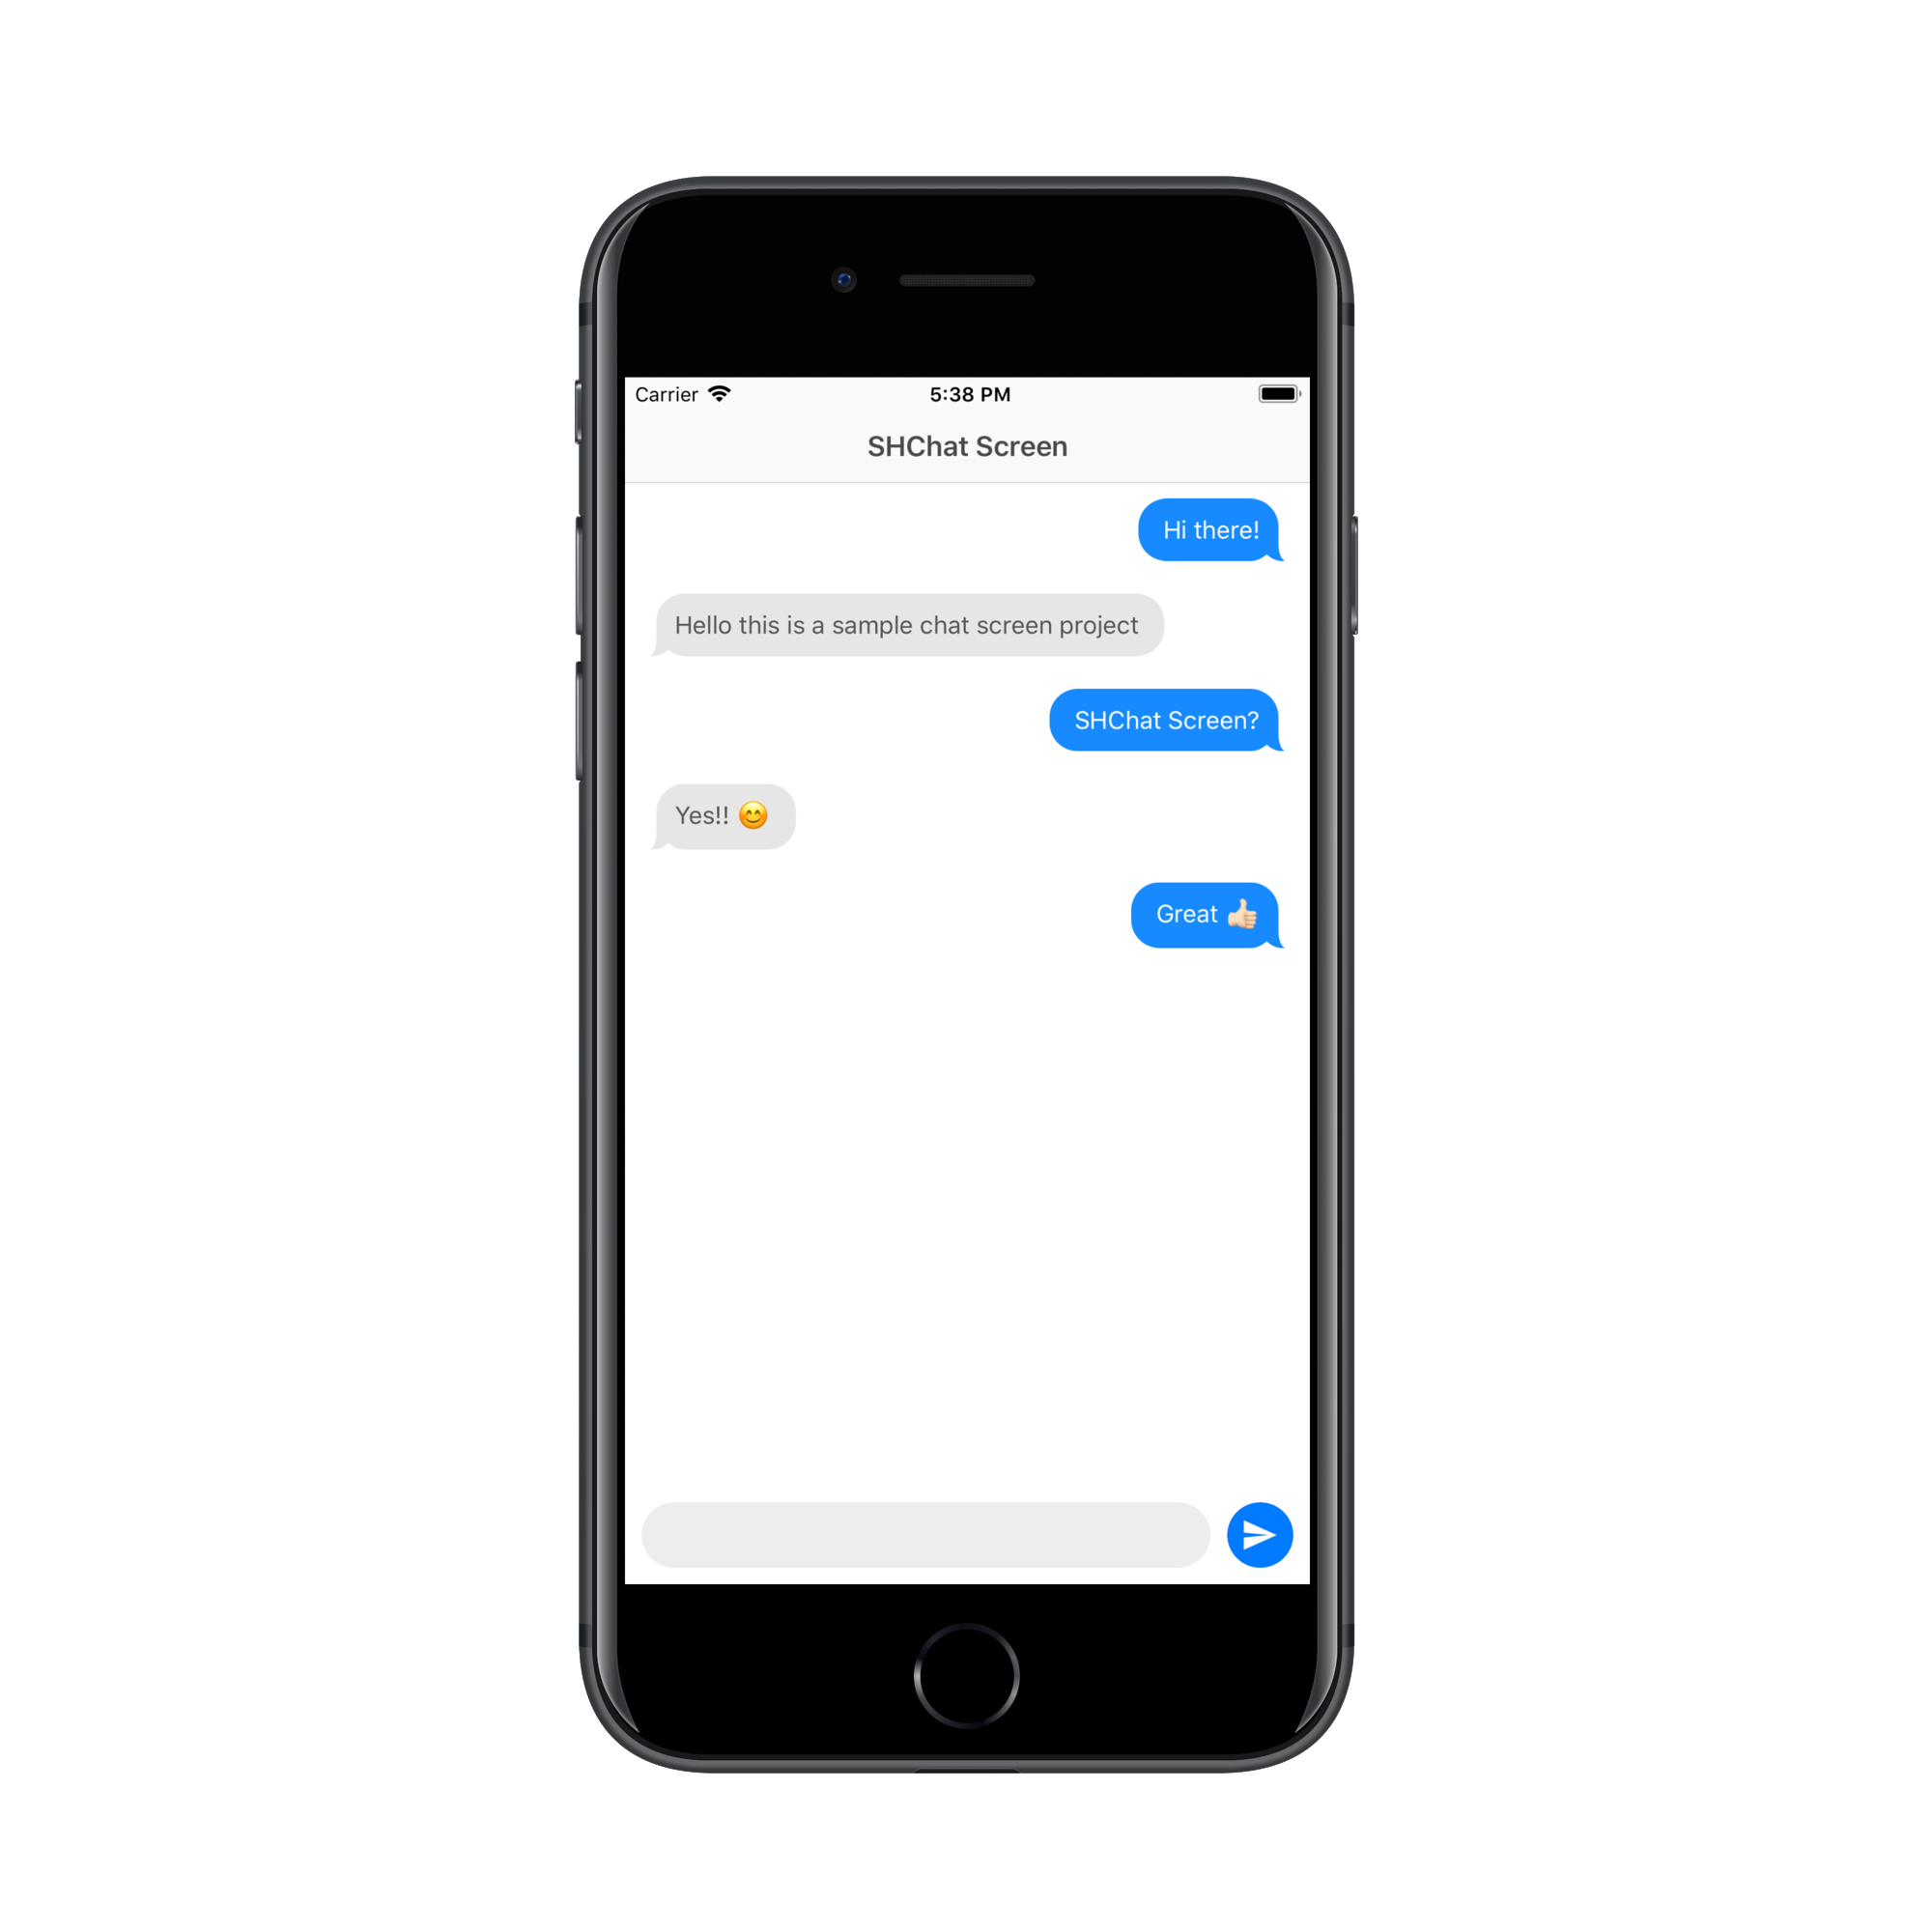 Carrier
5:38 PM
SHChat Screen
Hi there!
Hello this is a sample chat screen project
SHChat Screen?
Yes!! 😊
Great 👍🏻